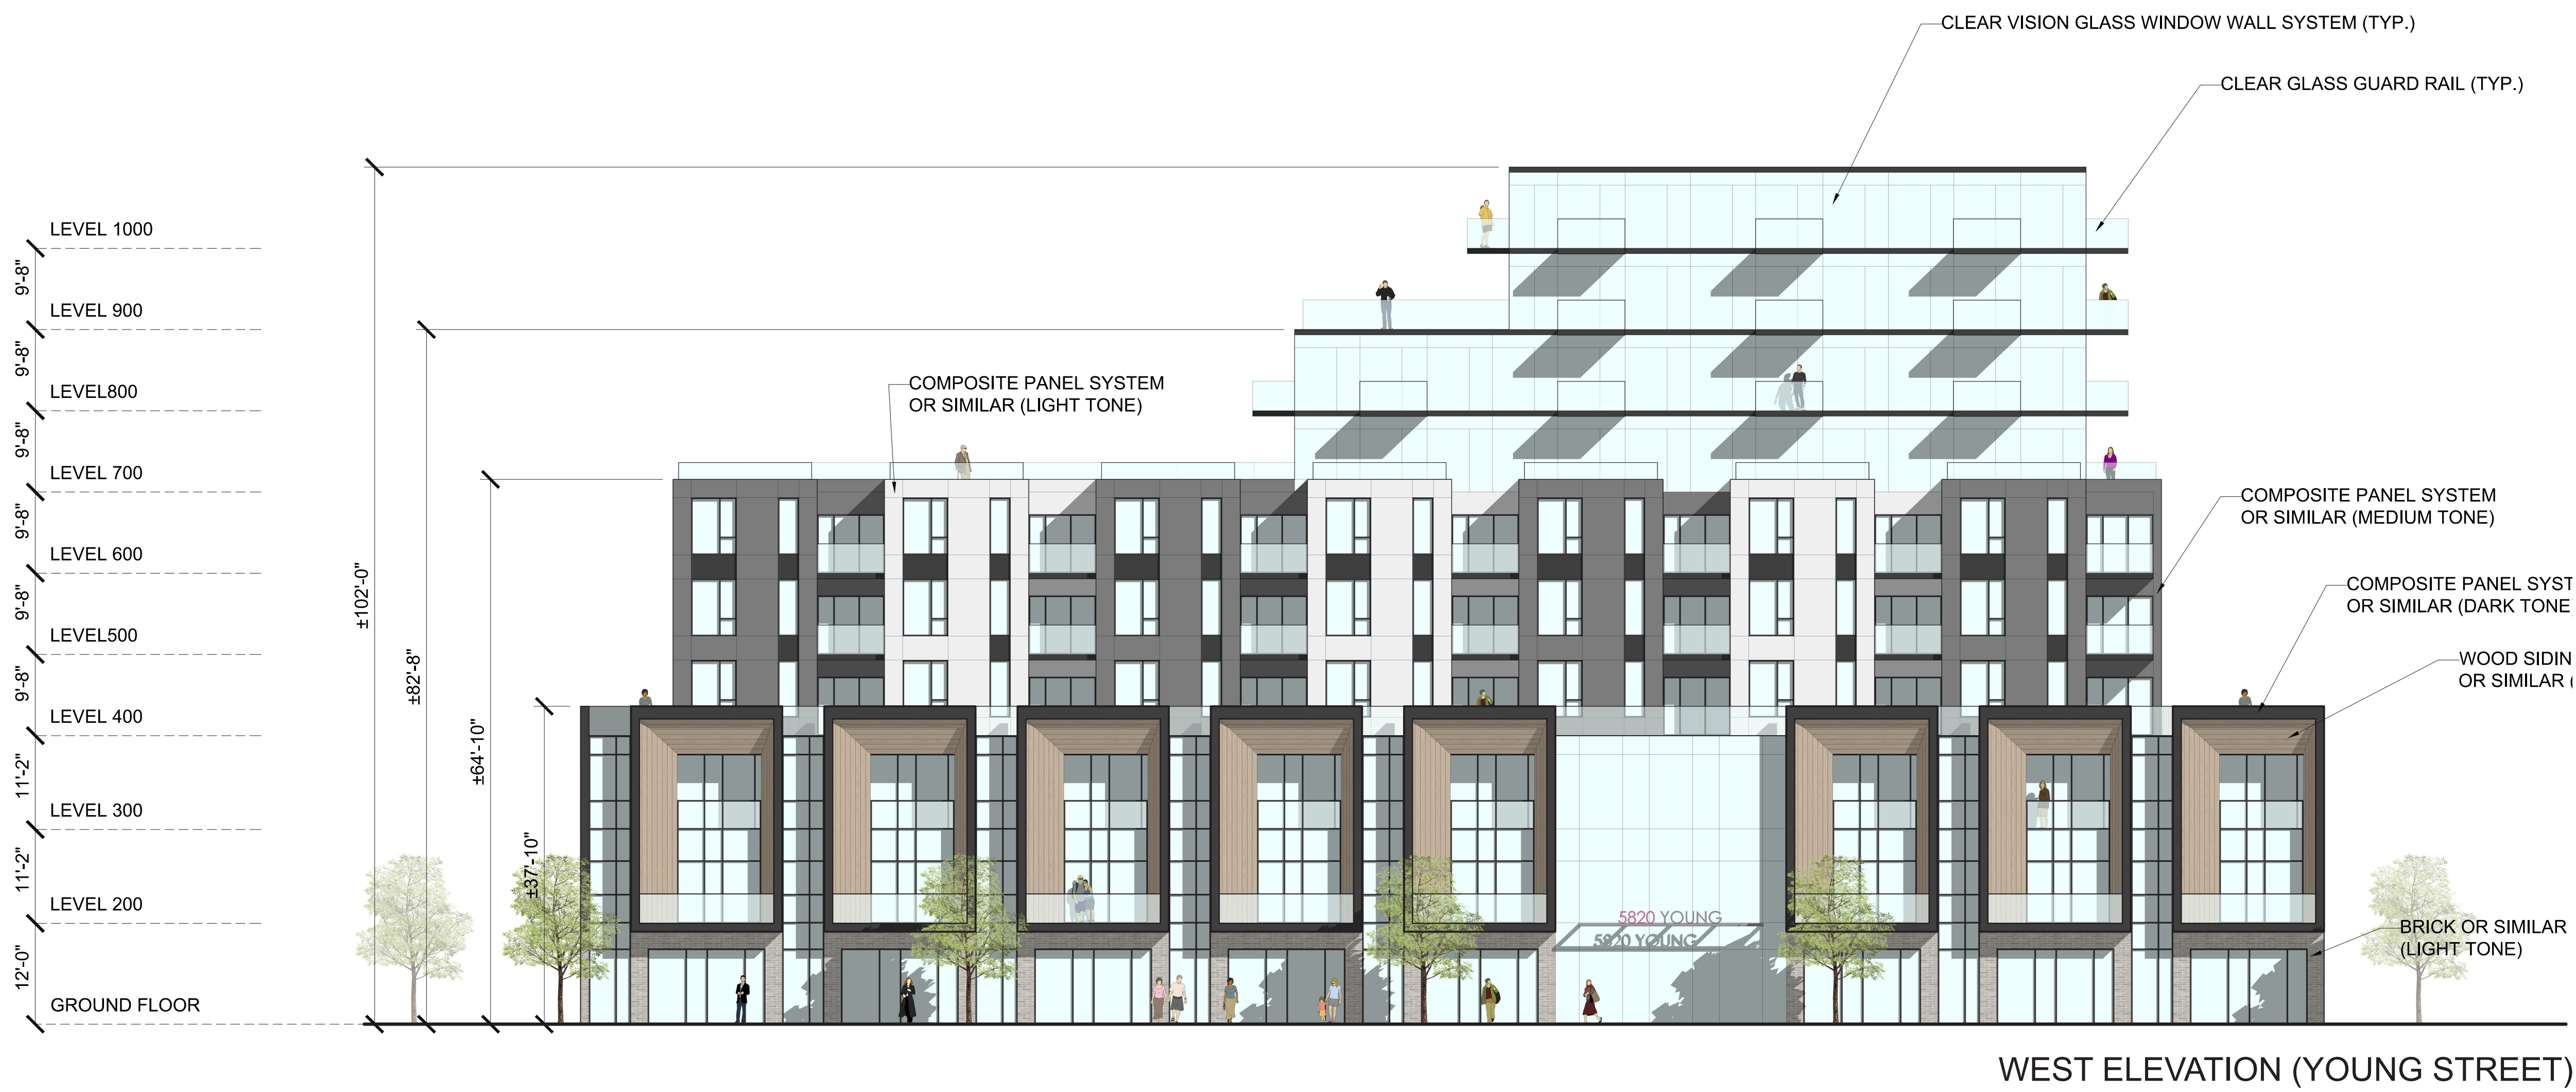 CLEAR VISION GLASS WINDOW WALL SYSTEM (TYP.)
CLEAR GLASS GUARD RAIL (TYP.)
LEVEL 1000
9'-8"
LEVEL 900
9'-8"
LEVEL800
9'-8"
LEVEL 700
9'-8"
LEVEL 600
9'-8"
LEVEL500
9'-8"
LEVEL 400
11'-2"
LEVEL 300
11'-2"
LEVEL 200
12'-0"
GROUND FLOOR
±102'-0"
±82'-8"
±64'-10"
±37'-10"
COMPOSITE PANEL SYSTEM
OR SIMILAR (LIGHT TONE)
COMPOSITE PANEL SYSTEM
OR SIMILAR (MEDIUM TONE)
COMPOSITE PANEL SYST
OR SIMILAR (DARK TONE
WOOD SIDIN
OR SIMILAR (
5820 YOUNG
5820 YOUNG
BRICK OR SIMILAR
(LIGHT TONE)
WEST ELEVATION (YOUNG STREET)